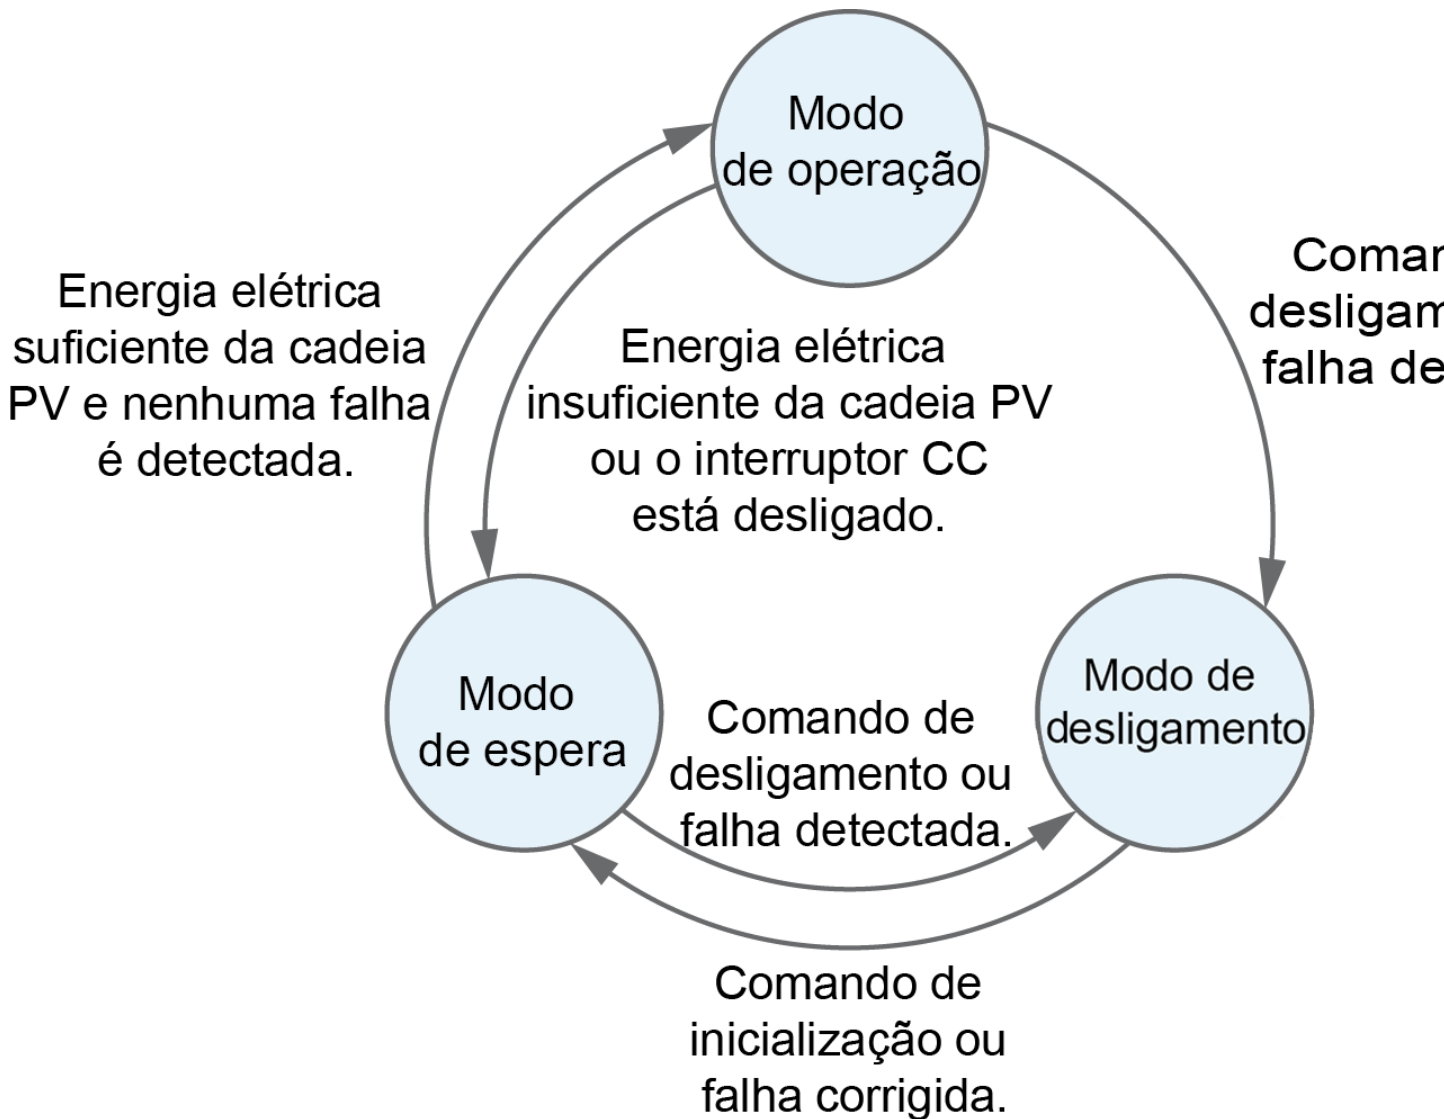 Modo
de operação
Energia elétrica
suficiente da cadeia
PV e nenhuma falha
é detectada.
Energia elétrica
insuficiente da cadeia PV
ou o interruptor CC
está desligado.
falha
Modo
de espera
Modo de
desligamento
Comando de
desligamento ou
falha detectada.
Comando de
inicialização ou
falha corrigida.